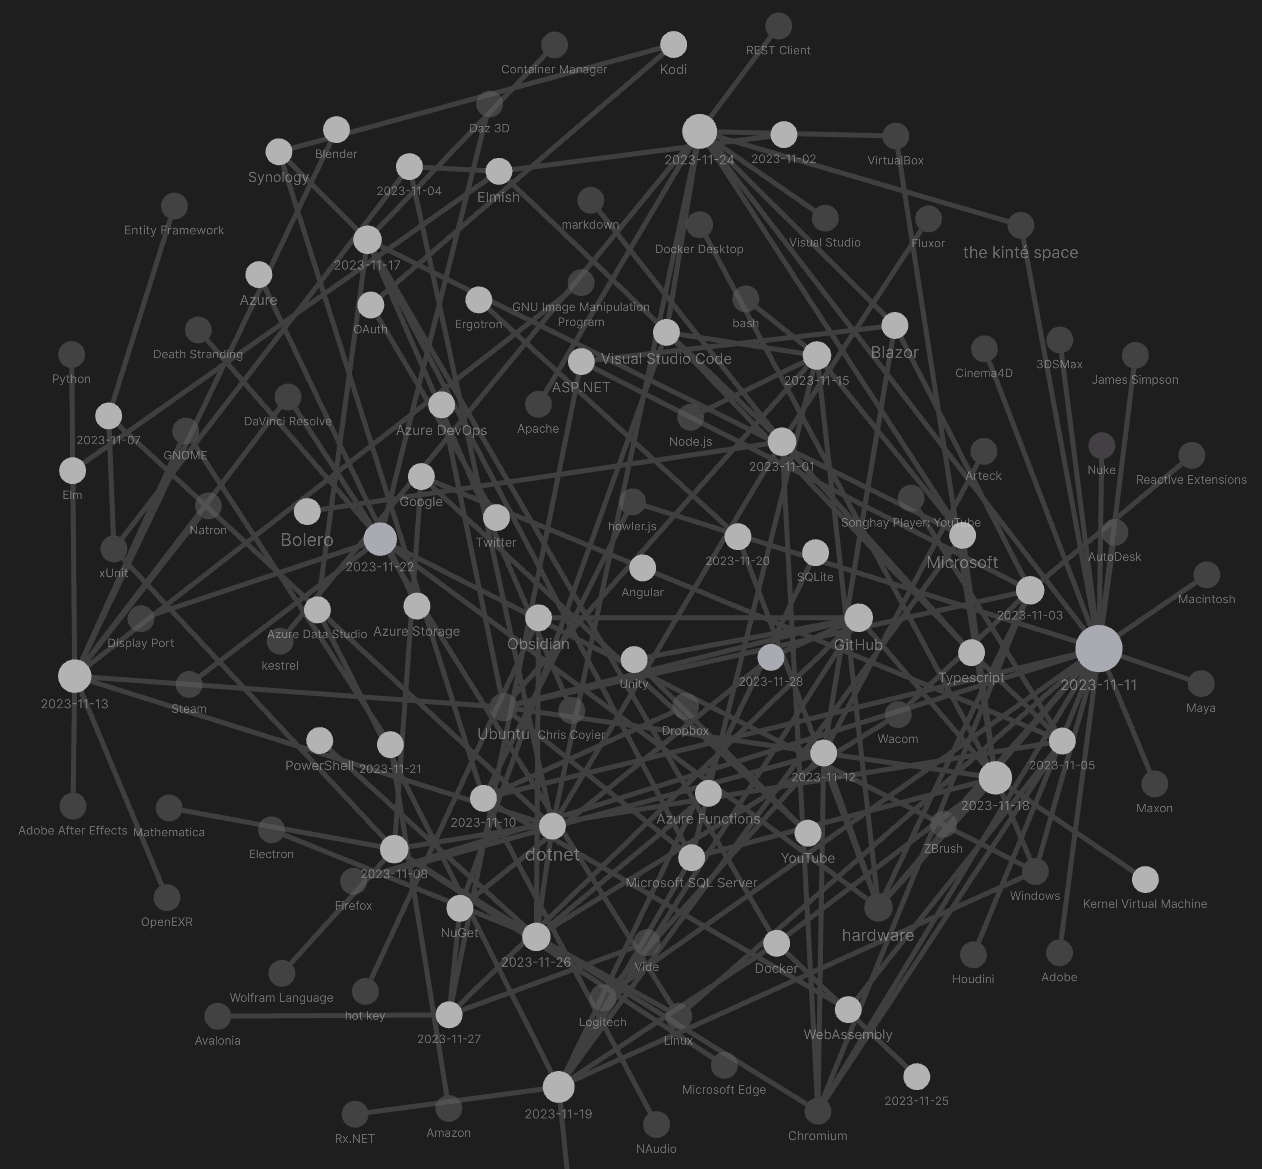 REST Client
Container Manager
Kodi
Daz 3D
Blender
2023-11-24
2023-11-02
VirtualBox
Synology
2023-11-04
Elmish
markdown
Entity Framework
Docker Desktop
Visual Studio
Fluxor
the kinté space
2023-11-17
Azure
OAuth
Ergotron
GNU Image Manipulation
Program
bash
Death Stranding
Visual Studio Code
Blazor
Python
ASP.NET
2023-11-15
Cinema4D
3DSMax
James Simpson
DaVinci Resolve
Azure DevOps
Apache
Node.js
2023-11-07
GNOME
2023-11-01
Arteck
Nuke
Reactive Extensions
Elm
Google
Natron
Bolero
Twitter
howler.js
Songhay Player: YouTube
2023-11-22
2023-11-20
SQLite
Microsoft
AutoDesk
xUnit
Angular
Macintosh
2023-11-03
Display Port
Azure Data Studio
Azure Storage
Obsidian
GitHub
kestrel
Unity
2023-11-28
Typescript
2023-11-11
2023-11-13
Steam
Ubuntu
Chris Coyier
Dropbox
Wacom
Maya
PowerShell
2023-11-21
2023-11-12
2023-11-05
2023-11-18
Maxon
Adobe After Effects
Mathematica
2023-11-10
Azure Functions
Electron
dotnet
YouTube
ZBrush
2023-11-08
Microsoft SQL Server
Windows
Kernel Virtual Machine
OpenEXR
Firefox
NuGet
2023-11-26
hardware
Vide
Docker
Houdini
Adobe
Wolfram Language
hot key
Logitech
Linux
Avalonia
2023-11-27
WebAssembly
Microsoft Edge
2023-11-25
2023-11-19
Rx.NET
Amazon
NAudio
Chromium